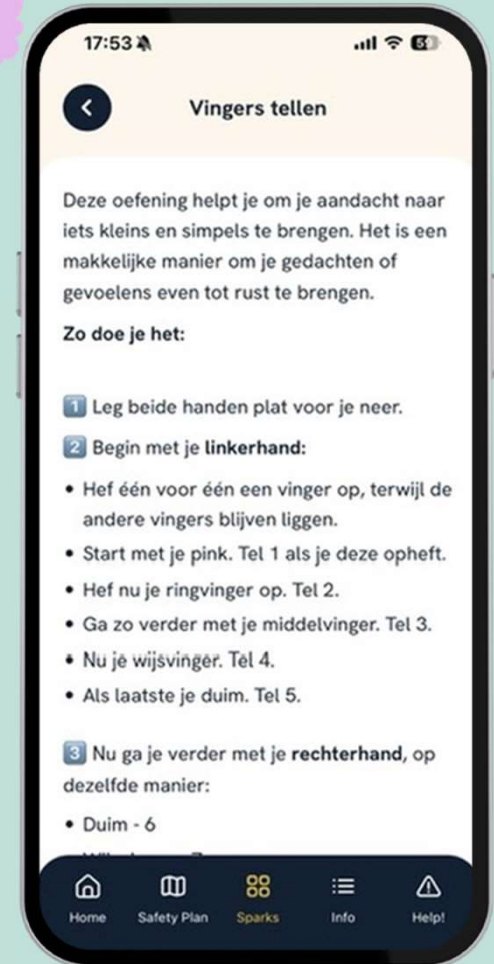 17:53
59
Vingers tellen
Deze oefening helpt je om je aandacht naar
iets kleins en simpels te brengen. Het is een
makkelijke manier om je gedachten of
gevoelens even tot rust te brengen.
Zo doe je het:
1 Leg beide handen plat voor je neer.
2 Begin met je linkerhand:
• Hef één voor één een vinger op, terwijl de
andere vingers blijven liggen.
• Start met je pink. Tel 1 als je deze opheft.
• Hef nu je ringvinger op. Tel 2.
• Ga zo verder met je middelvinger. Tel 3.
• Nu je wijsvinger. Tel 4.
• Als laatste je duim. Tel 5.
3 Nu ga je verder met je rechterhand, op
dezelfde manier:
• Duim - 6
Home Safety Plan Sparks Info Help!